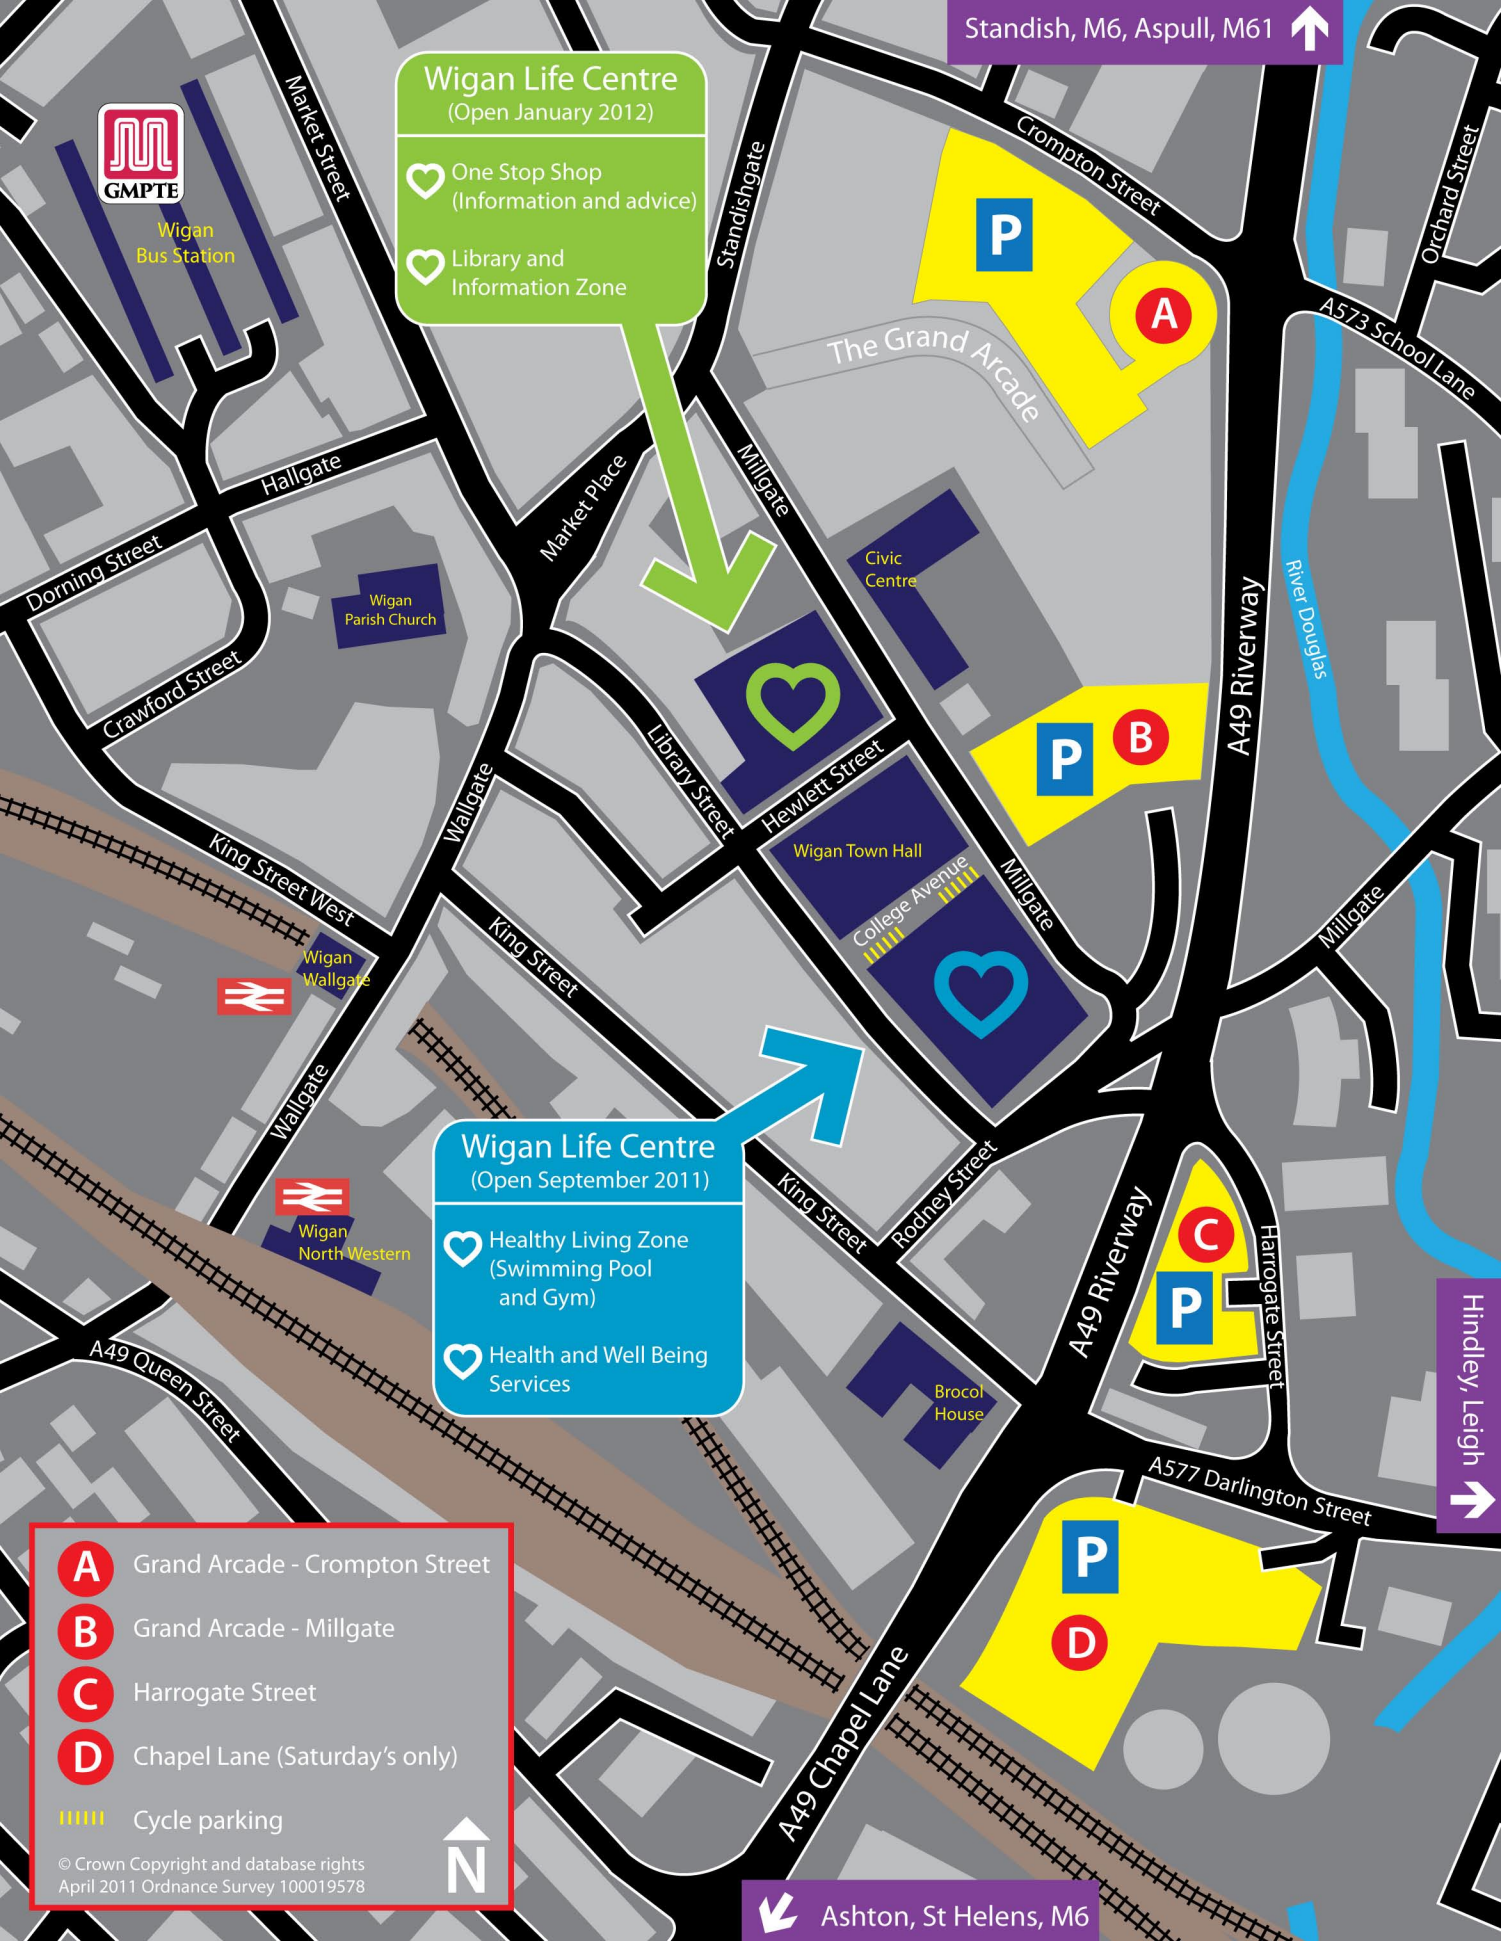 Standish, M6, Aspull, M61
Wigan Life Centre
(Open January 2012)
One Stop Shop
(Information and advice)
Library and
Information Zone
GMPTE
Wigan
Bus Station
Market Street
Standishgate
Crompton Street
Orchard Street
P
A
The Grand Arcade
A573 School Lane
Hallgate
Market Place
Millgate
Dorning Street
Civic
Centre
Wigan
Parish Church
River Douglas
A49 Riverway
Crawford Street
Library Street
P
B
Wallgate
Hewlett Street
King Street West
Wigan Town Hall
College Avenue
Millgate
Millgate
King Street
Wigan
Wallgate
Wallgate
Wigan Life Centre
(Open September 2011)
Healthy Living Zone
(Swimming Pool
and Gym)
Health and Well Being
Services
King Street
Rodney Street
A49 Riverway
C
P
Harrogate Street
Wigan
North Western
Hindley, Leigh
A49 Queen Street
Brocol
House
A577 Darlington Street
P
D
A Grand Arcade - Crompton Street
B Grand Arcade - Millgate
C Harrogate Street
D Chapel Lane (Saturday's only)
Cycle parking
© Crown Copyright and database rights
April 2011 Ordnance Survey 100019578
N
A49 Chapel Lane
Ashton, St Helens, M6